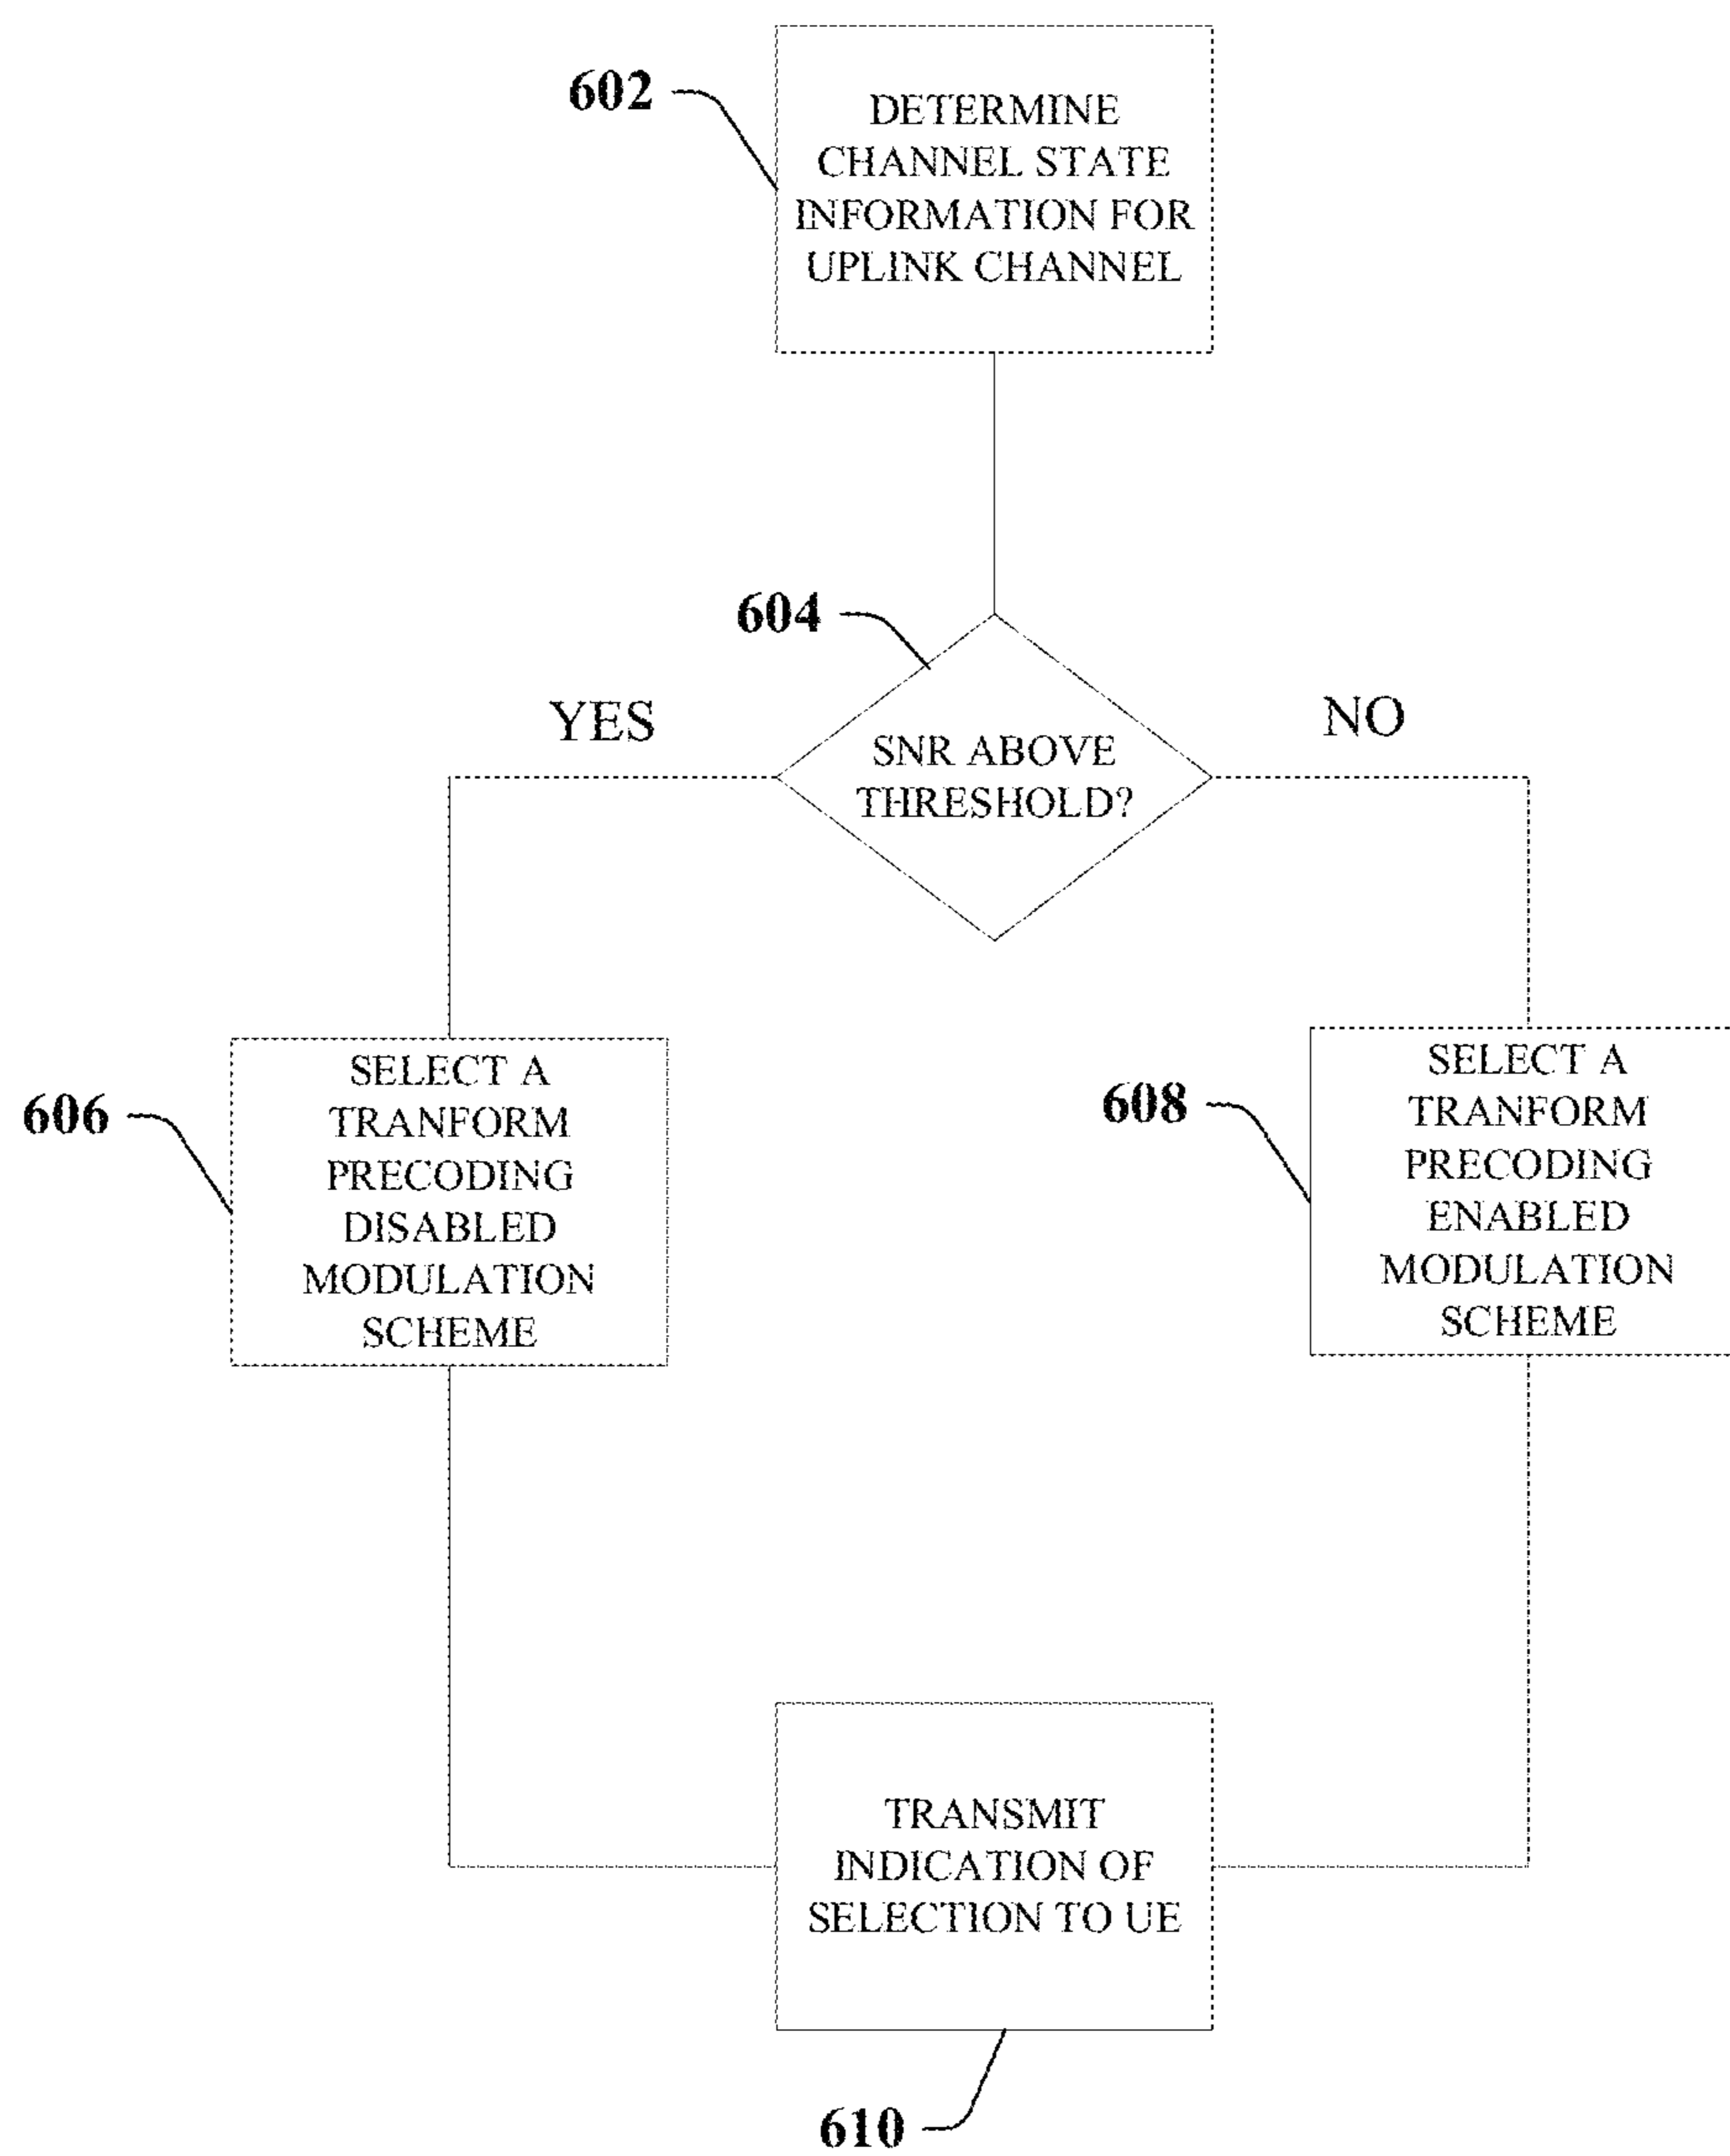 602
DETERMINE
CHANNEL STATE
INFORMATION FOR
UPLINK CHANNEL
604
YES
NO
SNR ABOVE
THRESHOLD?
606
SELECT A
TRANFORM
PRECODING
DISABLED
MODULATION
SCHEME
608
SELECT A
TRANFORM
PRECODING
ENABLED
MODULATION
SCHEME
TRANSMIT
INDICATION OF
SELECTION TO UE
610